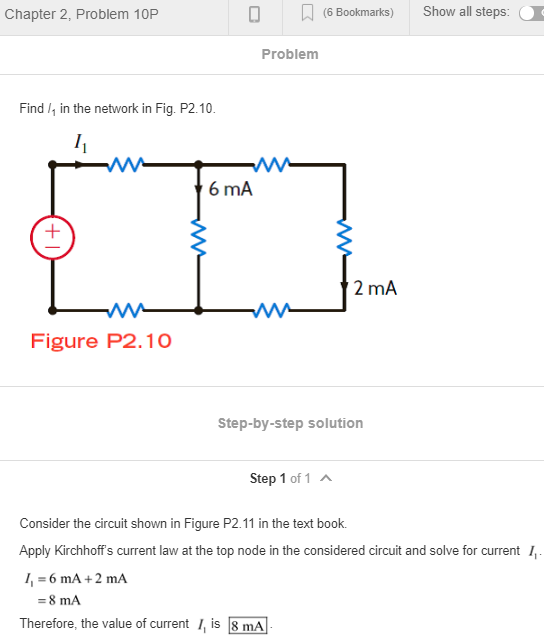 Chapter 2, Problem 10P (6 Bookmarks) Show all steps:
Problem
Find I₁ in the network in Fig. P2.10.
I₁
6 mA
+
2 mA
Figure P2.10
Step-by-step solution
Step 1 of 1
Consider the circuit shown in Figure P2.11 in the text book.
Apply Kirchhoff's current law at the top node in the considered circuit and solve for current I₁.
I₁ = 6 mA + 2 mA
= 8 mA
Therefore, the value of current I₁ is 8 mA.